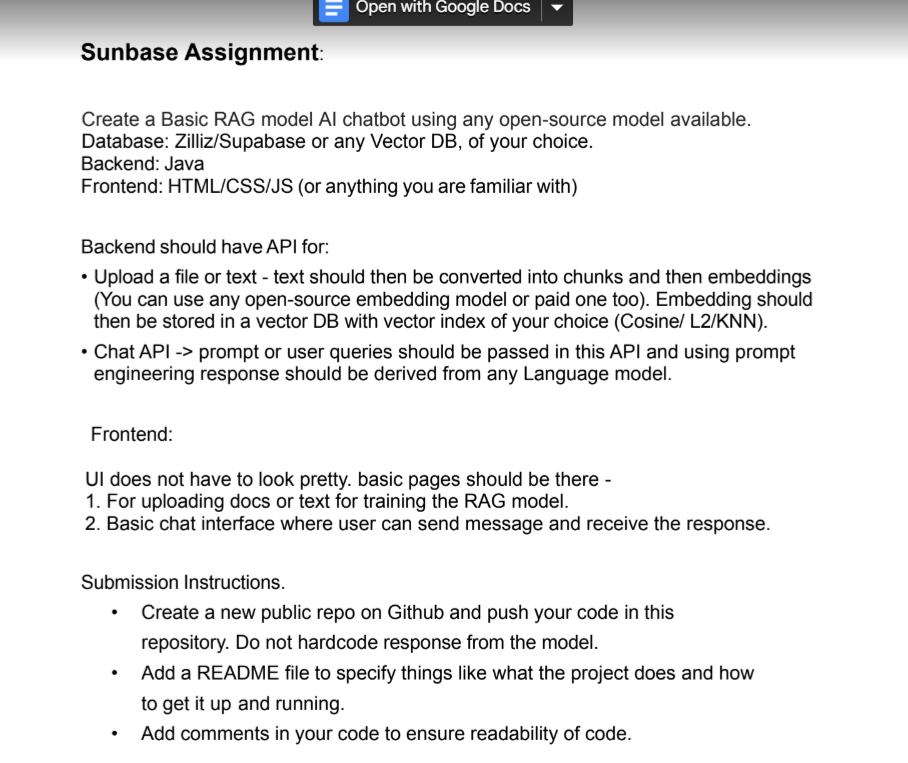 Open with Google Docs
Sunbase Assignment:
Create a Basic RAG model AI chatbot using any open-source model available.
Database: Zilliz/Supabase or any Vector DB, of your choice.
Backend: Java
Frontend: HTML/CSS/JS (or anything you are familiar with)
Backend should have API for:
• Upload a file or text - text should then be converted into chunks and then embeddings
(You can use any open-source embedding model or paid one too). Embedding should
then be stored in a vector DB with vector index of your choice (Cosine/ L2/KNN).
• Chat API -> prompt or user queries should be passed in this API and using prompt
engineering response should be derived from any Language model.
Frontend:
UI does not have to look pretty. basic pages should be there -
1. For uploading docs or text for training the RAG model.
2. Basic chat interface where user can send message and receive the response.
Submission Instructions.
• Create a new public repo on Github and push your code in this
repository. Do not hardcode response from the model.
• Add a README file to specify things like what the project does and how
to get it up and running.
• Add comments in your code to ensure readability of code.